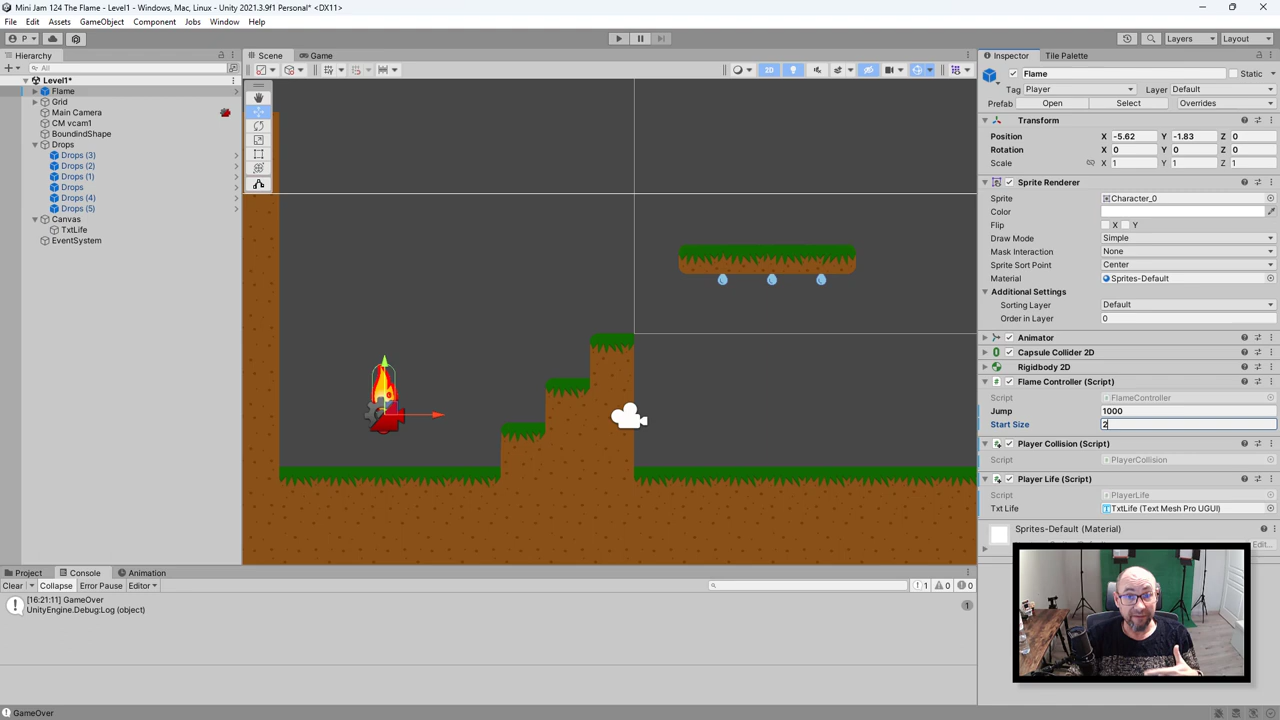 Mini Jam 124 The Flame - Level1 - Windows, Mac, Linux - Unity 2021.3.9f1 Personal* <DX11>
File Edit Assets GameObject Component Jobs Window Help
P Layers Layout
Hierarchy
All
Level1*
Flame
Grid
Main Camera
CM vcam1
BoundindShape
Drops
Drops (3)
Drops (2)
Drops (1)
Drops
Drops (4)
Drops (5)
Canvas
TxtLife
EventSystem
Scene Game
2D
Inspector Tile Palette
Flame Static
Tag Player Layer Default
Prefab Open Select Overrides
Transform
Position X -5.62 Y -1.83 Z 0
Rotation X 0 Y 0 Z 0
Scale X 1 Y 1 Z 1
Sprite Renderer
Sprite Character_0
Color
Flip X Y
Draw Mode Simple
Mask Interaction None
Sprite Sort Point Center
Material Sprites-Default
Additional Settings
Sorting Layer Default
Order in Layer 0
Animator
Capsule Collider 2D
Rigidbody 2D
Flame Controller (Script)
Script FlameController
Jump 1000
Start Size 2
Player Collision (Script)
Script PlayerCollision
Player Life (Script)
Script PlayerLife
Txt Life TxtLife (Text Mesh Pro UGUI)
Sprites-Default (Material)
Edit...
Project Console Animation
Clear Collapse Error Pause Editor 1 0 0
[16:21:11] GameOver
UnityEngine.Debug:Log (object)
1
GameOver